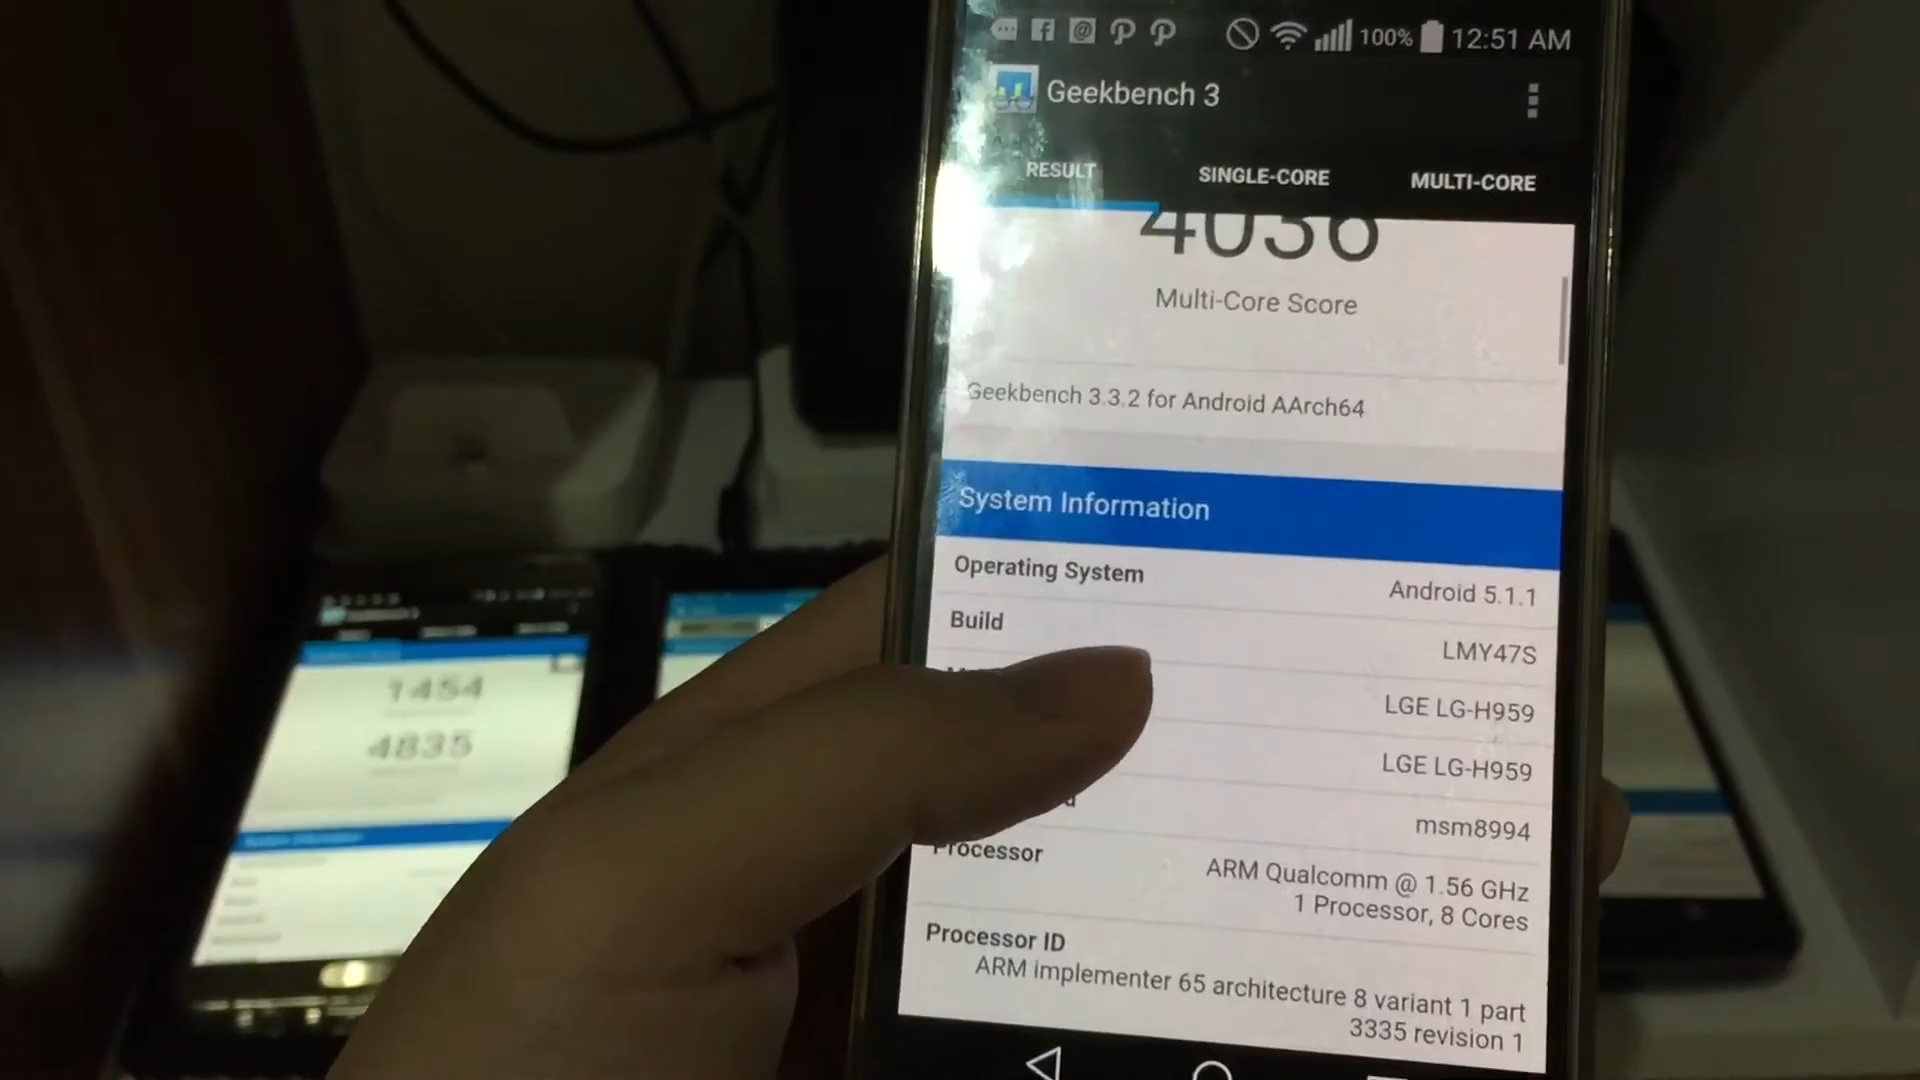 100% 12:51 AM
Geekbench 3
RESULT SINGLE-CORE MULTI-CORE
4036
Multi-Core Score
Geekbench 3.3.2 for Android AArch64
System Information
Operating System Android 5.1.1
Build LMY47S
LGE LG-H959
LGE LG-H959
msm8994
Processor ARM Qualcomm @ 1.56 GHz
1 Processor, 8 Cores
Processor ID
ARM implementer 65 architecture 8 variant 1 part
3335 revision 1
1454
4835